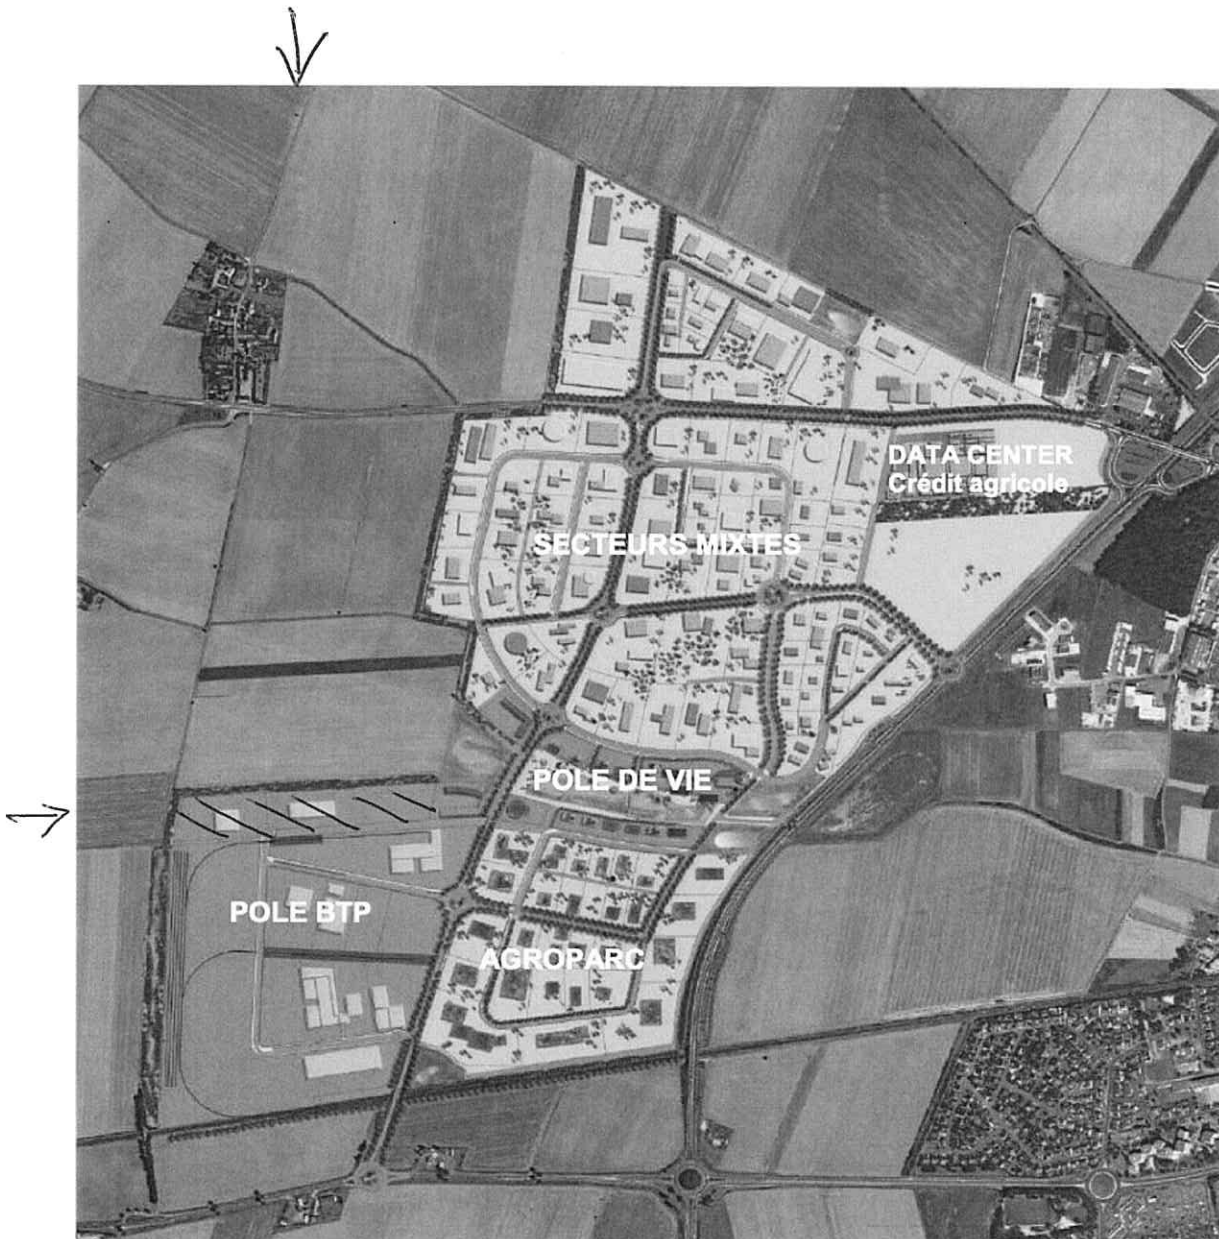 DATA CENTER
Crédit agricole
SECTEURS MIXTES
POLE DE VIE
POLE BTP
AGROPARC